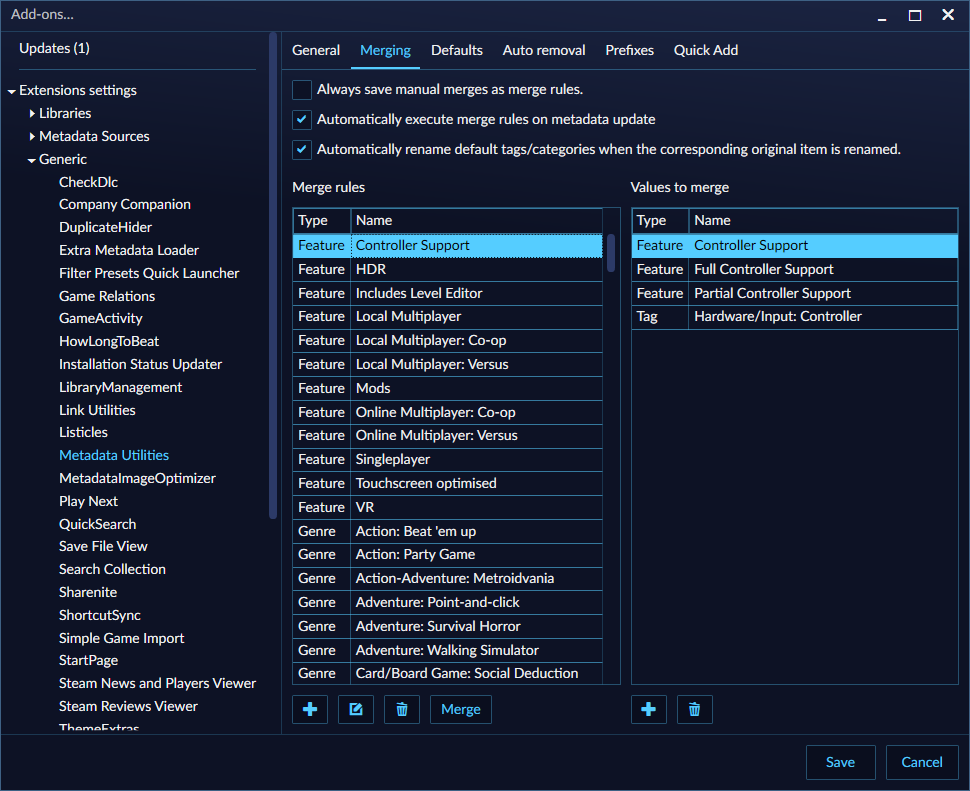 Add-ons...
Updates (1)
Extensions settings
Libraries
Metadata Sources
Generic
CheckDlc
Company Companion
DuplicateHider
Extra Metadata Loader
Filter Presets Quick Launcher
Game Relations
GameActivity
HowLongToBeat
Installation Status Updater
LibraryManagement
Link Utilities
Listicles
Metadata Utilities
MetadataImageOptimizer
Play Next
QuickSearch
Save File View
Search Collection
Sharenite
ShortcutSync
Simple Game Import
StartPage
Steam News and Players Viewer
Steam Reviews Viewer
ThemeExtras
General Merging Defaults Auto removal Prefixes Quick Add
Always save manual merges as merge rules.
Automatically execute merge rules on metadata update
Automatically rename default tags/categories when the corresponding original item is renamed.
Merge rules
Type Name
Feature Controller Support
Feature HDR
Feature Includes Level Editor
Feature Local Multiplayer
Feature Local Multiplayer: Co-op
Feature Local Multiplayer: Versus
Feature Mods
Feature Online Multiplayer: Co-op
Feature Online Multiplayer: Versus
Feature Singleplayer
Feature Touchscreen optimised
Feature VR
Genre Action: Beat 'em up
Genre Action: Party Game
Genre Action-Adventure: Metroidvania
Genre Adventure: Point-and-click
Genre Adventure: Survival Horror
Genre Adventure: Walking Simulator
Genre Card/Board Game: Social Deduction
Merge
Values to merge
Type Name
Feature Controller Support
Feature Full Controller Support
Feature Partial Controller Support
Tag Hardware/Input: Controller
Save Cancel